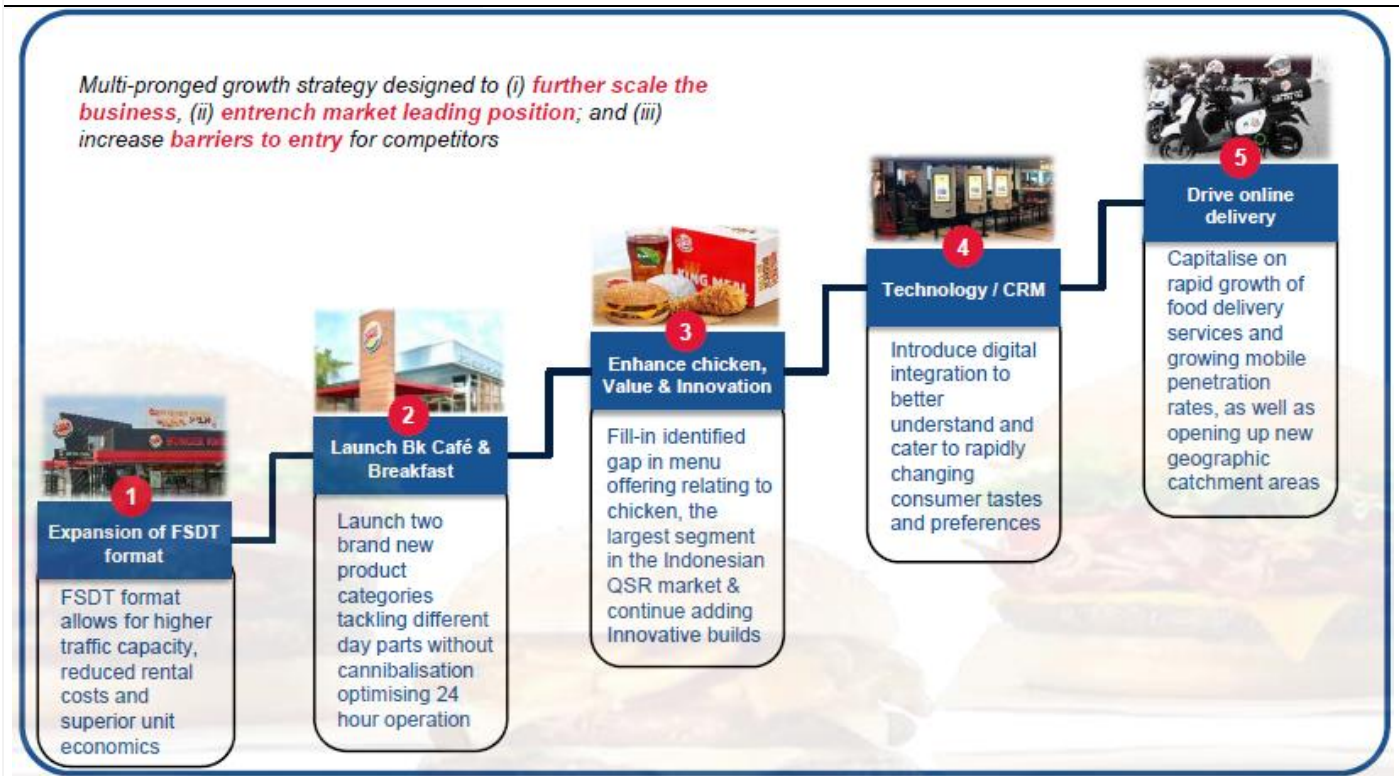 Multi-pronged growth strategy designed to (i) further scale the
business, (ii) entrench market leading position; and (iii)
increase barriers to entry for competitors
1
Expansion of FSDT
format
FSDT format
allows for higher
traffic capacity,
reduced rental
costs and
superior unit
economics
2
Launch Bk Café &
Breakfast
Launch two
brand new
product
categories
tackling different
day parts without
cannibalisation
optimising 24
hour operation
3
Enhance chicken,
Value & Innovation
Fill-in identified
gap in menu
offering relating to
chicken, the
largest segment
in the Indonesian
QSR market &
continue adding
Innovative builds
4
Technology / CRM
Introduce digital
integration to
better
understand and
cater to rapidly
changing
consumer tastes
and preferences
5
Drive online
delivery
Capitalise on
rapid growth of
food delivery
services and
growing mobile
penetration
rates, as well as
opening up new
geographic
catchment areas